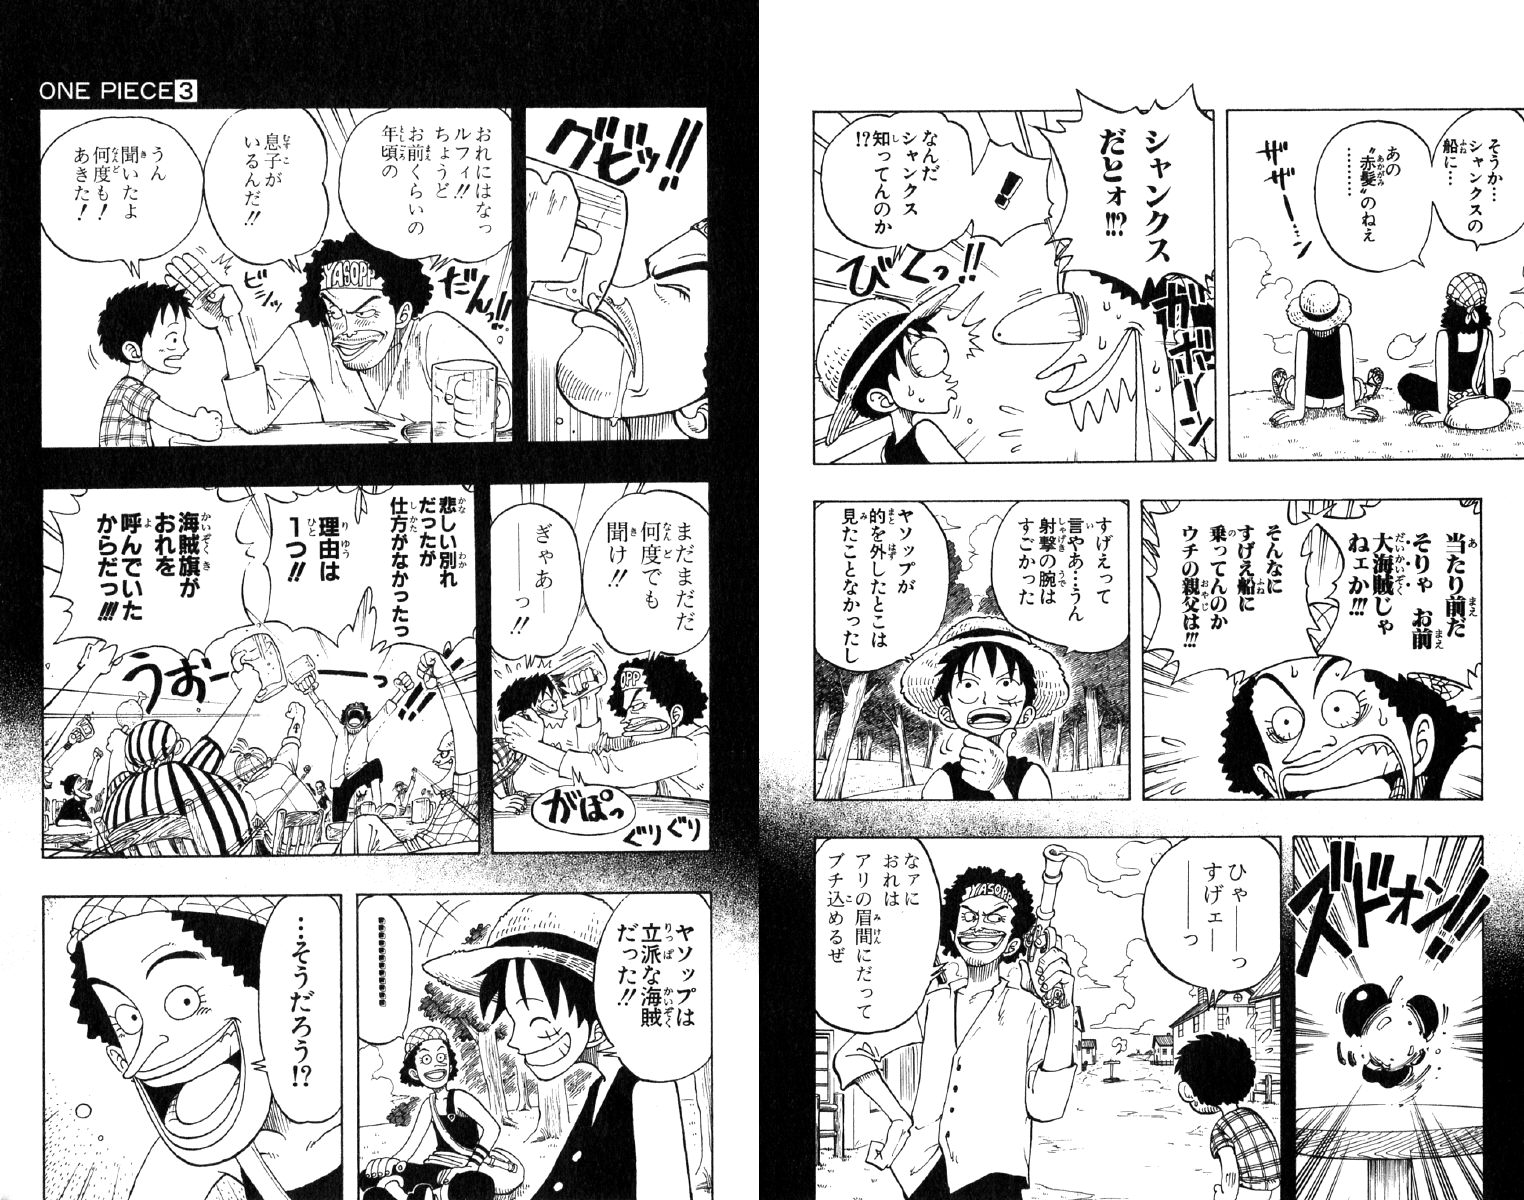 そうか…
シャンクスの
船に…
あの
〝赤髪〟のねえ
…………
ザザザー…ン
シャンクス
だとォ!!!?
ガガボーン
なんだ
シャンクス
知ってんのか
!?
びくっ!!
当たり前だ
そりゃ お前
大海賊じゃ
ねェか!!!
そんなに
すげえ船に
乗ってんのか
ウチの親父は!!!
すげえって
言やあ…うん
射撃の腕は
すごかった
ヤソップが
的を外したとこは
見たことなかったし
ズドォン!!
ひゃ──っ
すげェ──っ
YASOPP
なァに
おれは
アリの眉間にだって
ブチ込めるぜ
ONE PIECE 3
グビッ!!
おれにはなっ
ルフィ!!
ちょうど
お前くらいの
年頃の
息子が
いるんだ!!
YASOPP
だんっ!!
ビシッ
うん
聞いたよ
何度も!
あきた!
まだまだだ
何度でも
聞け!!
ぎゃあ
──っ!!
OPP
がぽっ
ぐりぐり
悲しい別れ
だったが
仕方がなかったっ
理由は
1つ!!
海賊旗が
おれを
呼んでいた
からだっ!!!
うおーーっ
ヤソップは
立派な海賊
だった!!
……………
…そうだろう!?